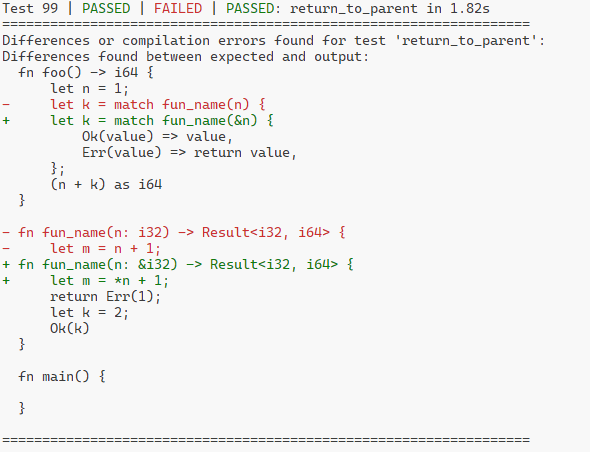 Test 99 | PASSED | FAILED | PASSED: return_to_parent in 1.82s
==================================================================
Differences or compilation errors found for test 'return_to_parent':
Differences found between expected and output:
  fn foo() -> i64 {
      let n = 1;
-     let k = match fun_name(n) {
+     let k = match fun_name(&n) {
          Ok(value) => value,
          Err(value) => return value,
      };
      (n + k) as i64
  }

- fn fun_name(n: i32) -> Result<i32, i64> {
-     let m = n + 1;
+ fn fun_name(n: &i32) -> Result<i32, i64> {
+     let m = *n + 1;
      return Err(1);
      let k = 2;
      Ok(k)
  }

  fn main() {

  }

==================================================================